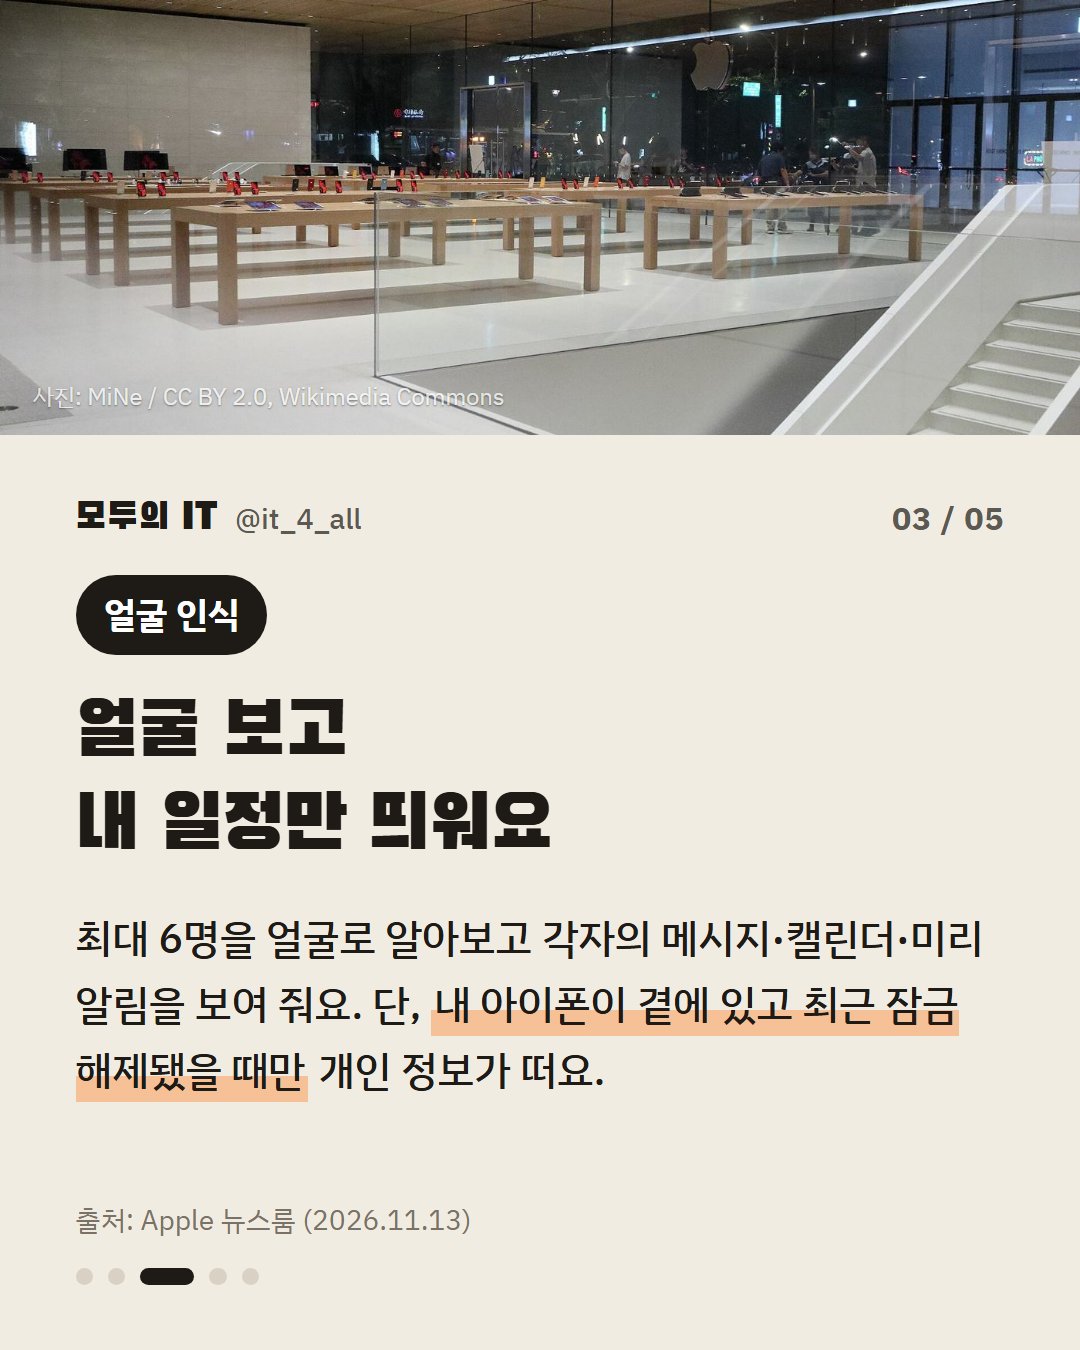 사진: MiNe / CC BY 2.0, Wikimedia Commons
모두의 IT @it_4_all
03 / 05
얼굴 인식
얼굴 보고
내 일정만 띄워요
최대 6명을 얼굴로 알아보고 각자의 메시지·캘린더·미리
알림을 보여 줘요. 단, 내 아이폰이 곁에 있고 최근 잠금
해제됐을 때만 개인 정보가 떠요.
출처: Apple 뉴스룸 (2026.11.13)